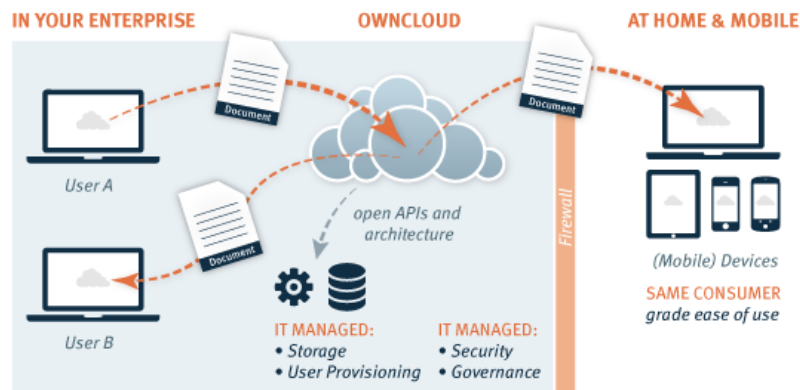 IN YOUR ENTERPRISE
OWNCLOUD
AT HOME & MOBILE
Document
Document
User A
Document
open APIs and
architecture
Firewall
(Mobile) Devices
User B
SAME CONSUMER
grade ease of use
IT MANAGED:
• Storage
• User Provisioning
IT MANAGED:
• Security
• Governance